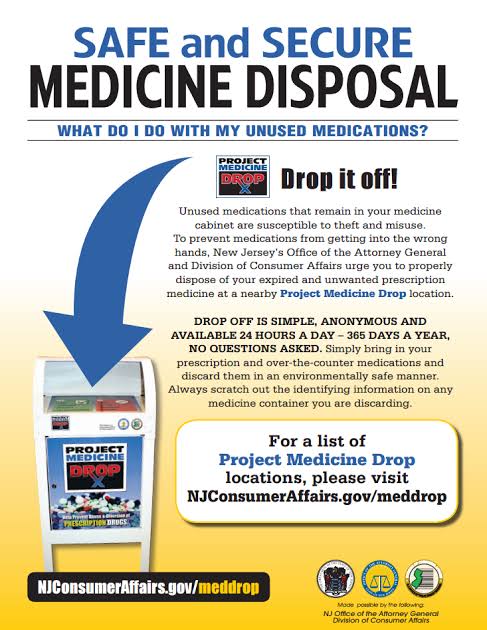 SAFE and SECURE
MEDICINE DISPOSAL
WHAT DO I DO WITH MY UNUSED MEDICATIONS?
PROJECT
MEDICINE
DROP
X
Drop it off!
Unused medications that remain in your medicine
cabinet are susceptible to theft and misuse.
To prevent medications from getting into the wrong
hands, New Jersey's Office of the Attorney General
and Division of Consumer Affairs urge you to properly
dispose of your expired and unwanted prescription
medicine at a nearby Project Medicine Drop location.
DROP OFF IS SIMPLE, ANONYMOUS AND
AVAILABLE 24 HOURS A DAY – 365 DAYS A YEAR,
NO QUESTIONS ASKED. Simply bring in your
prescription and over-the-counter medications and
discard them in an environmentally safe manner.
Always scratch out the identifying information on any
medicine container you are discarding.
PROJECT
MEDICINE
DROP
PROJECT
MEDICINE
DROP
X
Help Prevent Abuse & Diversion of
PRESCRIPTION DRUGS
For a list of
Project Medicine Drop
locations, please visit
NJConsumerAffairs.gov/meddrop
NJConsumerAffairs.gov/meddrop
Made possible by the following:
NJ Office of the Attorney General
Division of Consumer Affairs